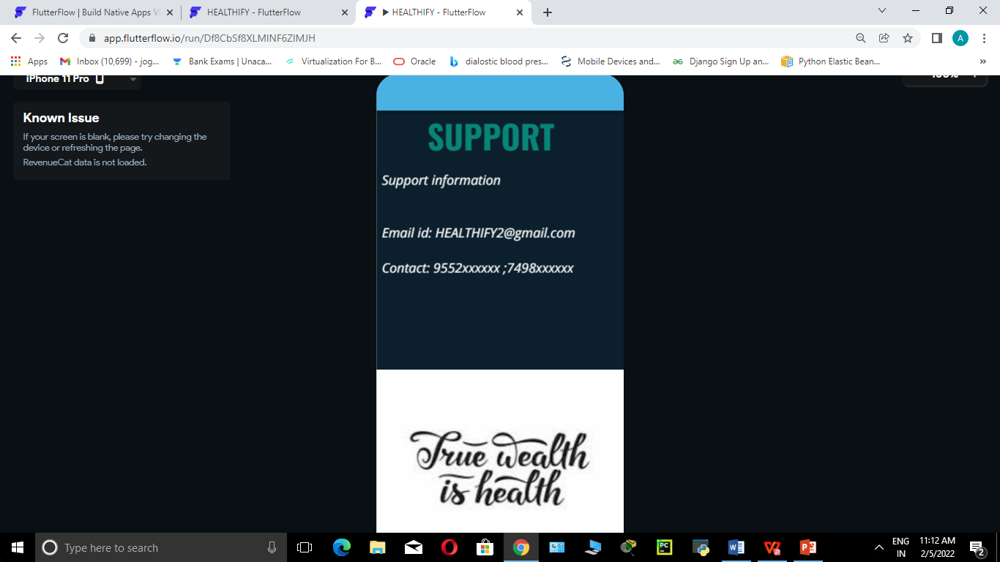 FlutterFlow | Build Native Apps Vi
HEALTHIFY - FlutterFlow
▶ HEALTHIFY - FlutterFlow
app.flutterflow.io/run/Df8CbSf8XLMINF6ZIMJH
A
Apps
Inbox (10,699) - jog...
Bank Exams | Unaca...
Virtualization For B...
Oracle
dialostic blood pres...
Mobile Devices and...
Django Sign Up an...
Python Elastic Bean...
»
iPhone 11 Pro
100%
Known Issue
If your screen is blank, please try changing the
device or refreshing the page.
RevenueCat data is not loaded.
SUPPORT
Support information
Email id: HEALTHIFY2@gmail.com
Contact: 9552xxxxxx ;7498xxxxxx
True wealth
is health
Type here to search
ENG
IN
11:12 AM
2/5/2022
2